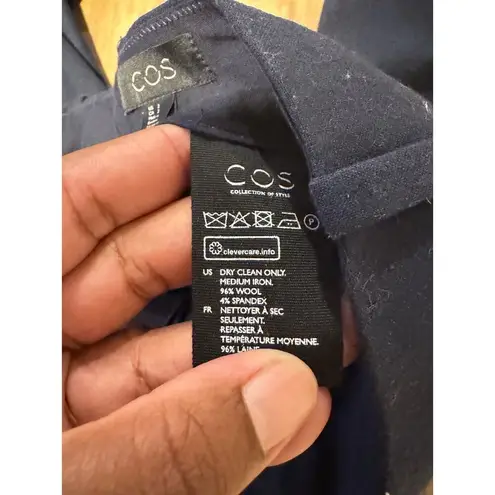 COS
COS
COLLECTION OF STYLE
P
clevercare.info
US DRY CLEAN ONLY.
MEDIUM IRON.
96% WOOL
4% SPANDEX
FR NETTOYER À SEC
SEULEMENT.
REPASSER À
TEMPÉRATURE MOYENNE.
96% LAINE